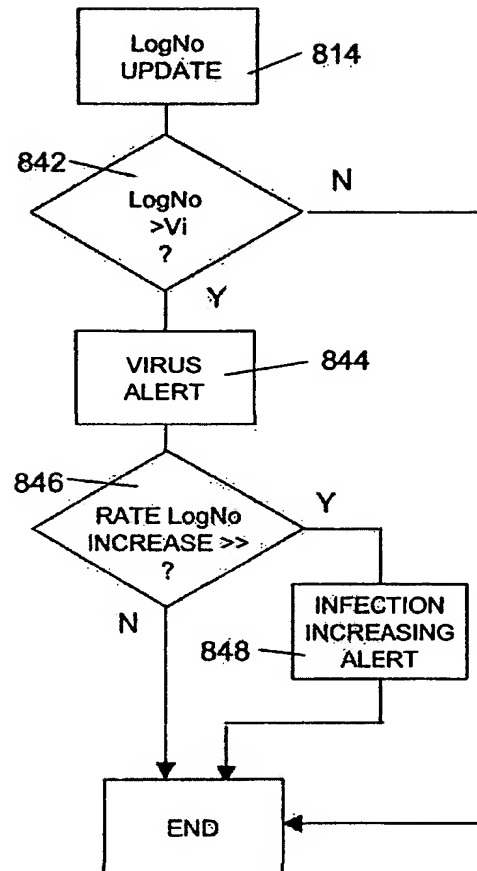 LogNo
UPDATE
814
842
N
LogNo
>Vi
?
Y
VIRUS
ALERT
844
846
Y
RATE LogNo
INCREASE >>
?
N
INFECTION
INCREASING
ALERT
848
END